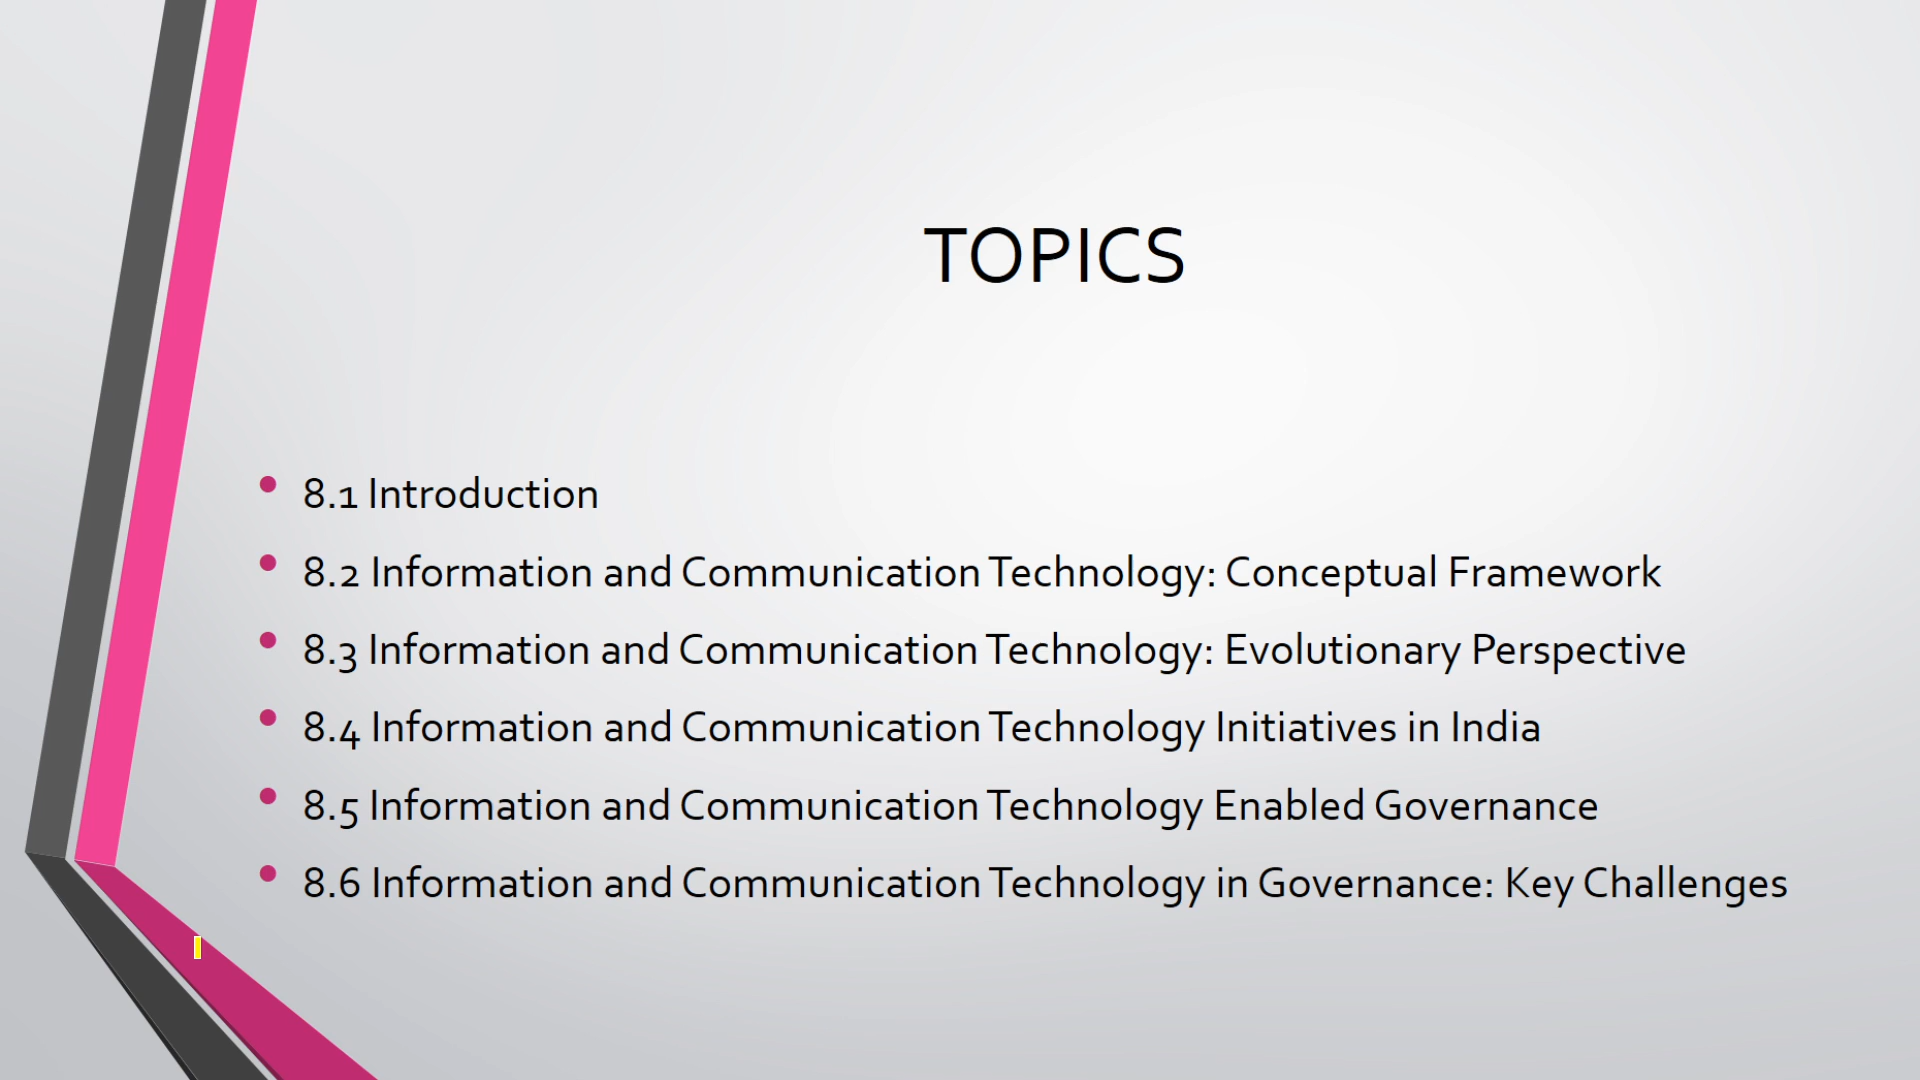 TOPICS
• 8.1 Introduction
• 8.2 Information and Communication Technology: Conceptual Framework
• 8.3 Information and Communication Technology: Evolutionary Perspective
• 8.4 Information and Communication Technology Initiatives in India
• 8.5 Information and Communication Technology Enabled Governance
• 8.6 Information and Communication Technology in Governance: Key Challenges